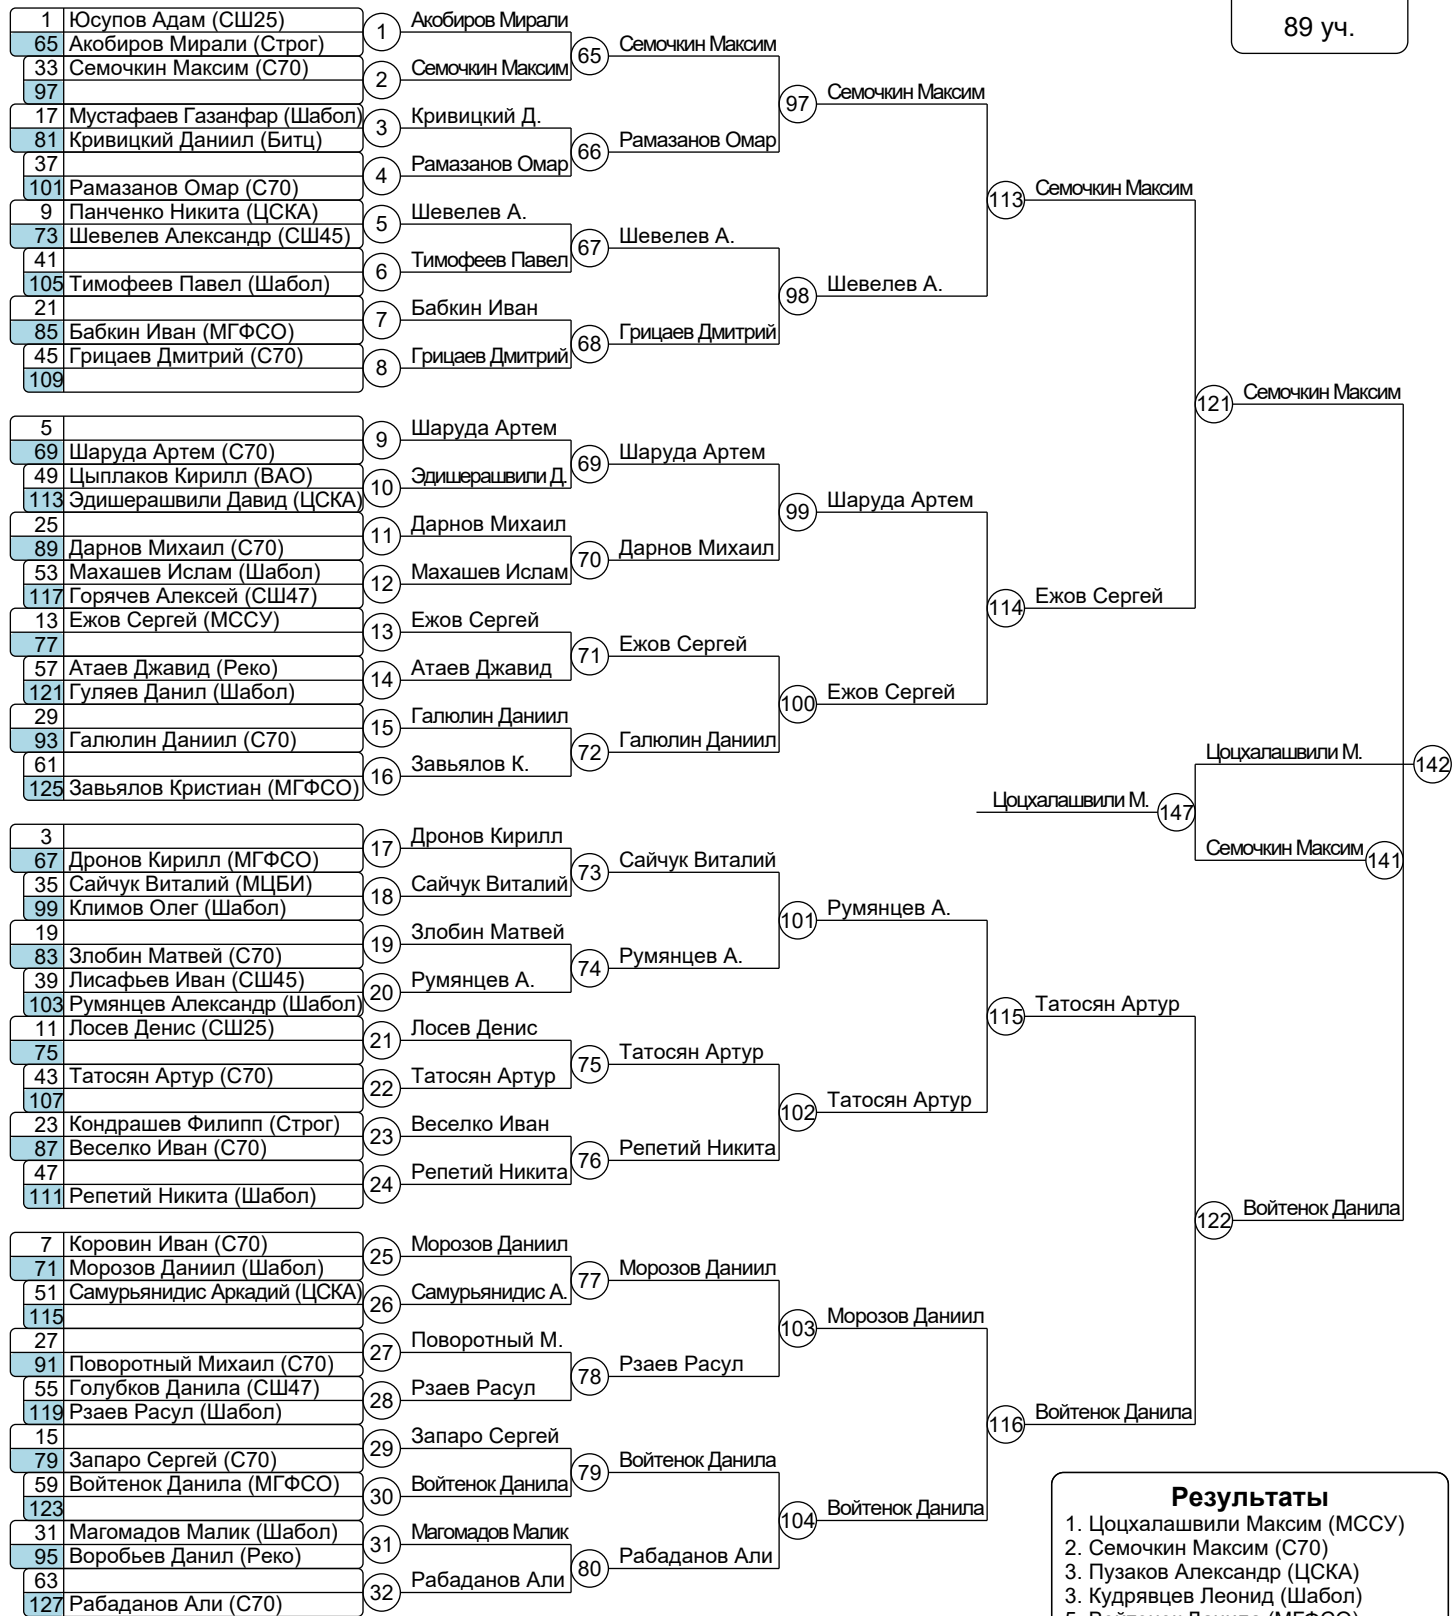 89 уч.
1 Юсупов Адам (СШ25)
65 Акобиров Мирали (Строг)
33 Семочкин Максим (С70)
97
17 Мустафаев Газанфар (Шабол)
81 Кривицкий Даниил (Битц)
37
101 Рамазанов Омар (С70)
9 Панченко Никита (ЦСКА)
73 Шевелев Александр (СШ45)
41
105 Тимофеев Павел (Шабол)
21
85 Бабкин Иван (МГФСО)
45 Грицаев Дмитрий (С70)
109
5
69 Шаруда Артем (С70)
49 Цыплаков Кирилл (ВАО)
113 Эдишерашвили Давид (ЦСКА)
25
89 Дарнов Михаил (С70)
53 Махашев Ислам (Шабол)
117 Горячев Алексей (СШ47)
13 Ежов Сергей (МССУ)
77
57 Атаев Джавид (Реко)
121 Гуляев Данил (Шабол)
29
93 Галюлин Даниил (С70)
61
125 Завьялов Кристиан (МГФСО)
3
67 Дронов Кирилл (МГФСО)
35 Сайчук Виталий (МЦБИ)
99 Климов Олег (Шабол)
19
83 Злобин Матвей (С70)
39 Лисафьев Иван (СШ45)
103 Румянцев Александр (Шабол)
11 Лосев Денис (СШ25)
75
43 Татосян Артур (С70)
107
23 Кондрашев Филипп (Строг)
87 Веселко Иван (С70)
47
111 Репетий Никита (Шабол)
7 Коровин Иван (С70)
71 Морозов Даниил (Шабол)
51 Самурьянидис Аркадий (ЦСКА)
115
27
91 Поворотный Михаил (С70)
55 Голубков Данила (СШ47)
119 Рзаев Расул (Шабол)
15
79 Запаро Сергей (С70)
59 Войтенок Данила (МГФСО)
123
31 Магомадов Малик (Шабол)
95 Воробьев Данил (Реко)
63
127 Рабаданов Али (С70)
1 Акобиров Мирали
2 Семочкин Максим
3 Кривицкий Д.
4 Рамазанов Омар
5 Шевелев А.
6 Тимофеев Павел
7 Бабкин Иван
8 Грицаев Дмитрий
9 Шаруда Артем
10 Эдишерашвили Д.
11 Дарнов Михаил
12 Махашев Ислам
13 Ежов Сергей
14 Атаев Джавид
15 Галюлин Даниил
16 Завьялов К.
17 Дронов Кирилл
18 Сайчук Виталий
19 Злобин Матвей
20 Румянцев А.
21 Лосев Денис
22 Татосян Артур
23 Веселко Иван
24 Репетий Никита
25 Морозов Даниил
26 Самурьянидис А.
27 Поворотный М.
28 Рзаев Расул
29 Запаро Сергей
30 Войтенок Данила
31 Магомадов Малик
32 Рабаданов Али
65 Семочкин Максим
66 Рамазанов Омар
67 Шевелев А.
68 Грицаев Дмитрий
69 Шаруда Артем
70 Дарнов Михаил
71 Ежов Сергей
72 Галюлин Даниил
73 Сайчук Виталий
74 Румянцев А.
75 Татосян Артур
76 Репетий Никита
77 Морозов Даниил
78 Рзаев Расул
79 Войтенок Данила
80 Рабаданов Али
97 Семочкин Максим
98 Шевелев А.
99 Шаруда Артем
100 Ежов Сергей
101 Румянцев А.
102 Татосян Артур
103 Морозов Даниил
104 Войтенок Данила
113 Семочкин Максим
114 Ежов Сергей
115 Татосян Артур
116 Войтенок Данила
121 Семочкин Максим
122 Войтенок Данила
Цоцхалашвили М. 142
Цоцхалашвили М. 147
Семочкин Максим 141
Результаты
1. Цоцхалашвили Максим (МССУ)
2. Семочкин Максим (С70)
3. Пузаков Александр (ЦСКА)
3. Кудрявцев Леонид (Шабол)